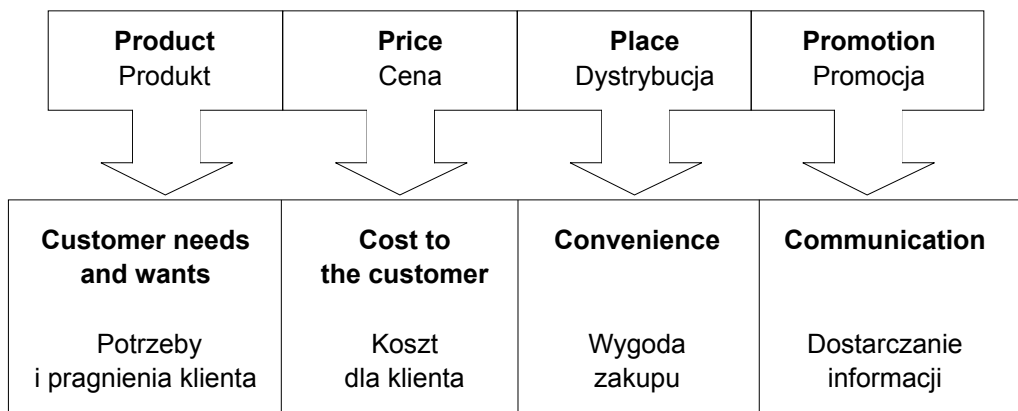 Product
Produkt
Price
Cena
Place
Dystrybucja
Promotion
Promocja
Customer needs
and wants
Potrzeby
i pragnienia klienta
Cost to
the customer
Koszt
dla klienta
Convenience
Wygoda
zakupu
Communication
Dostarczanie
informacji